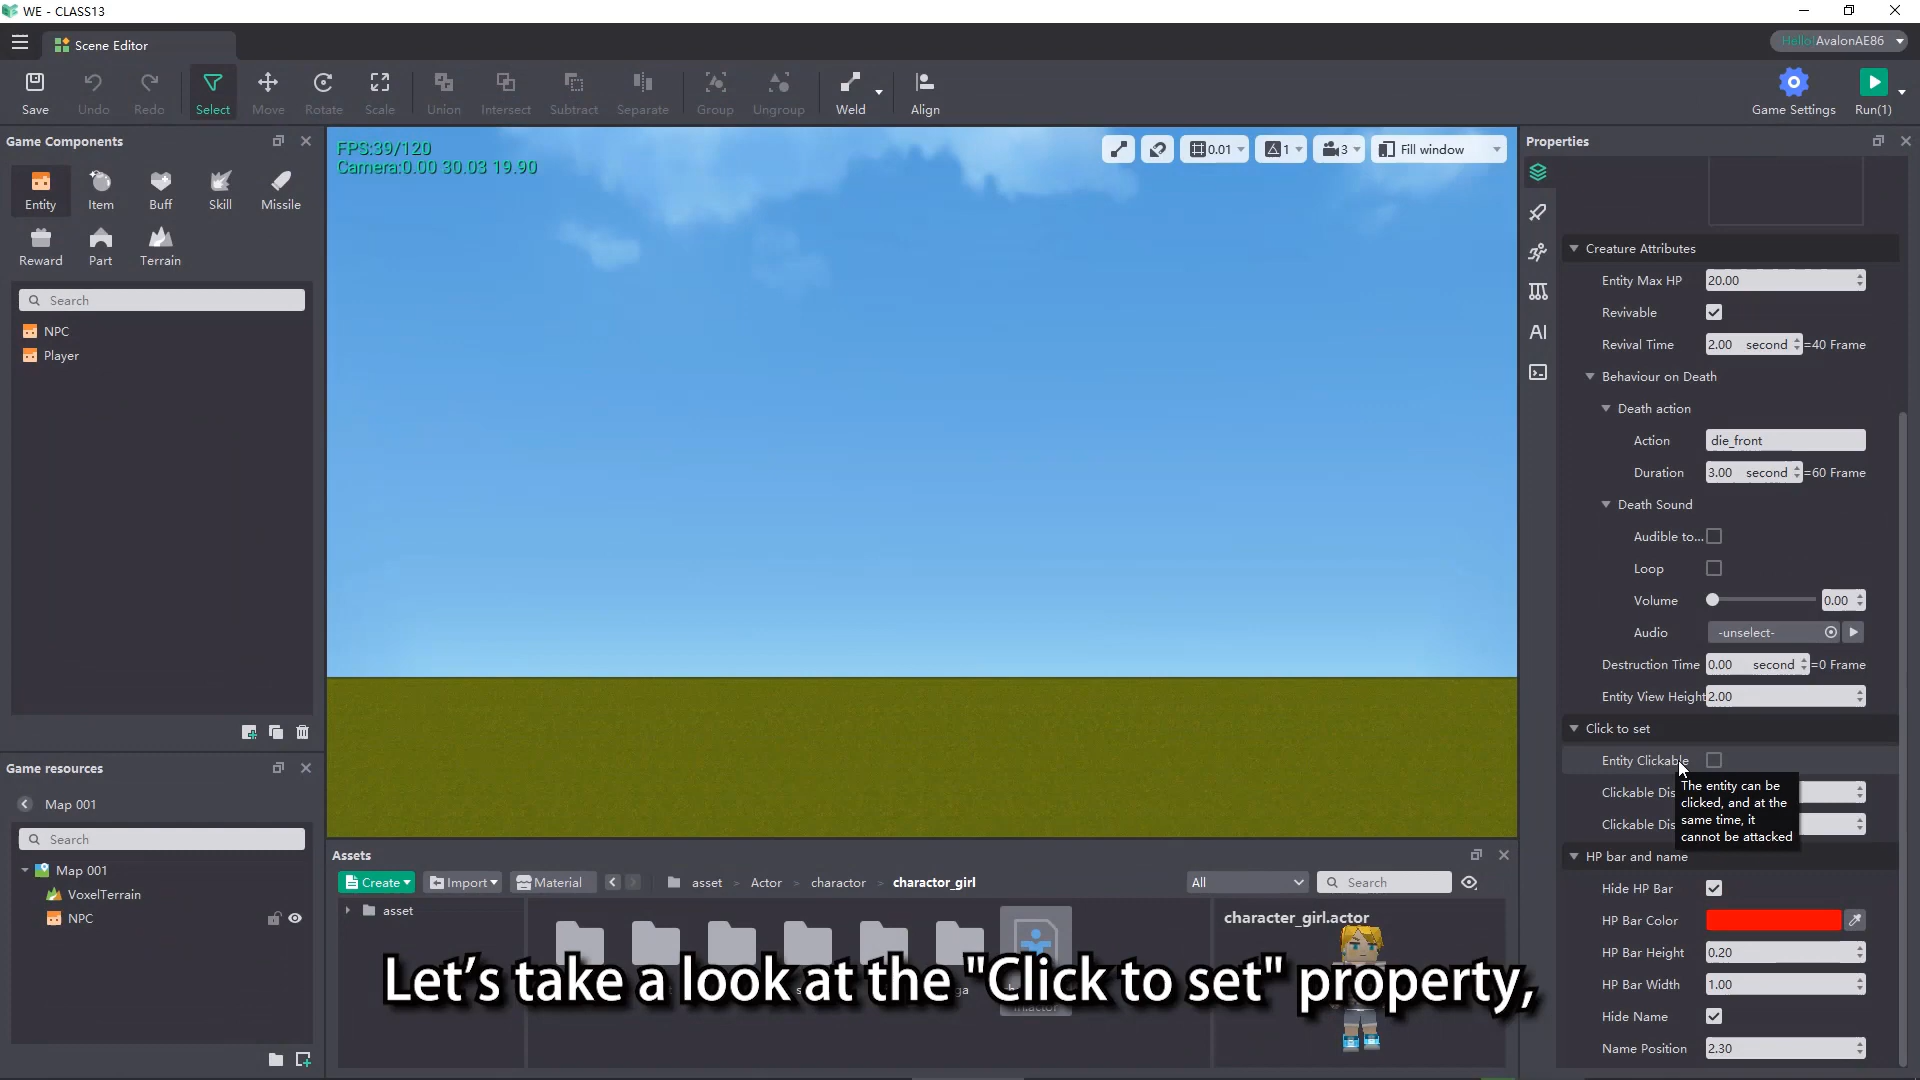 WE - CLASS13
Scene Editor
Hello! AvalonAE86
Save
Undo
Redo
Select
Move
Rotate
Scale
Union
Intersect
Subtract
Separate
Group
Ungroup
Weld
Align
Game Settings
Run(1)
Game Components
Entity
Item
Buff
Skill
Missile
Reward
Part
Terrain
Search
NPC
Player
Game resources
Map 001
Search
Map 001
VoxelTerrain
NPC
FPS:39/120
Camera:0.00 30.03 19.90
0.01
1
3
Fill window
Assets
Create
Import
Material
asset > Actor > charactor > charactor_girl
All
Search
asset
character_girl.actor
Let's take a look at the "Click to set" property,
Properties
AI
Creature Attributes
Entity Max HP 20.00
Revivable
Revival Time 2.00 second =40 Frame
Behaviour on Death
Death action
Action die_front
Duration 3.00 second =60 Frame
Death Sound
Audible to...
Loop
Volume 0.00
Audio -unselect-
Destruction Time 0.00 second =0 Frame
Entity View Height 2.00
Click to set
Entity Clickable
Clickable Dis
Clickable Dis
The entity can be
clicked, and at the
same time, it
cannot be attacked
HP bar and name
Hide HP Bar
HP Bar Color
HP Bar Height 0.20
HP Bar Width 1.00
Hide Name
Name Position 2.30